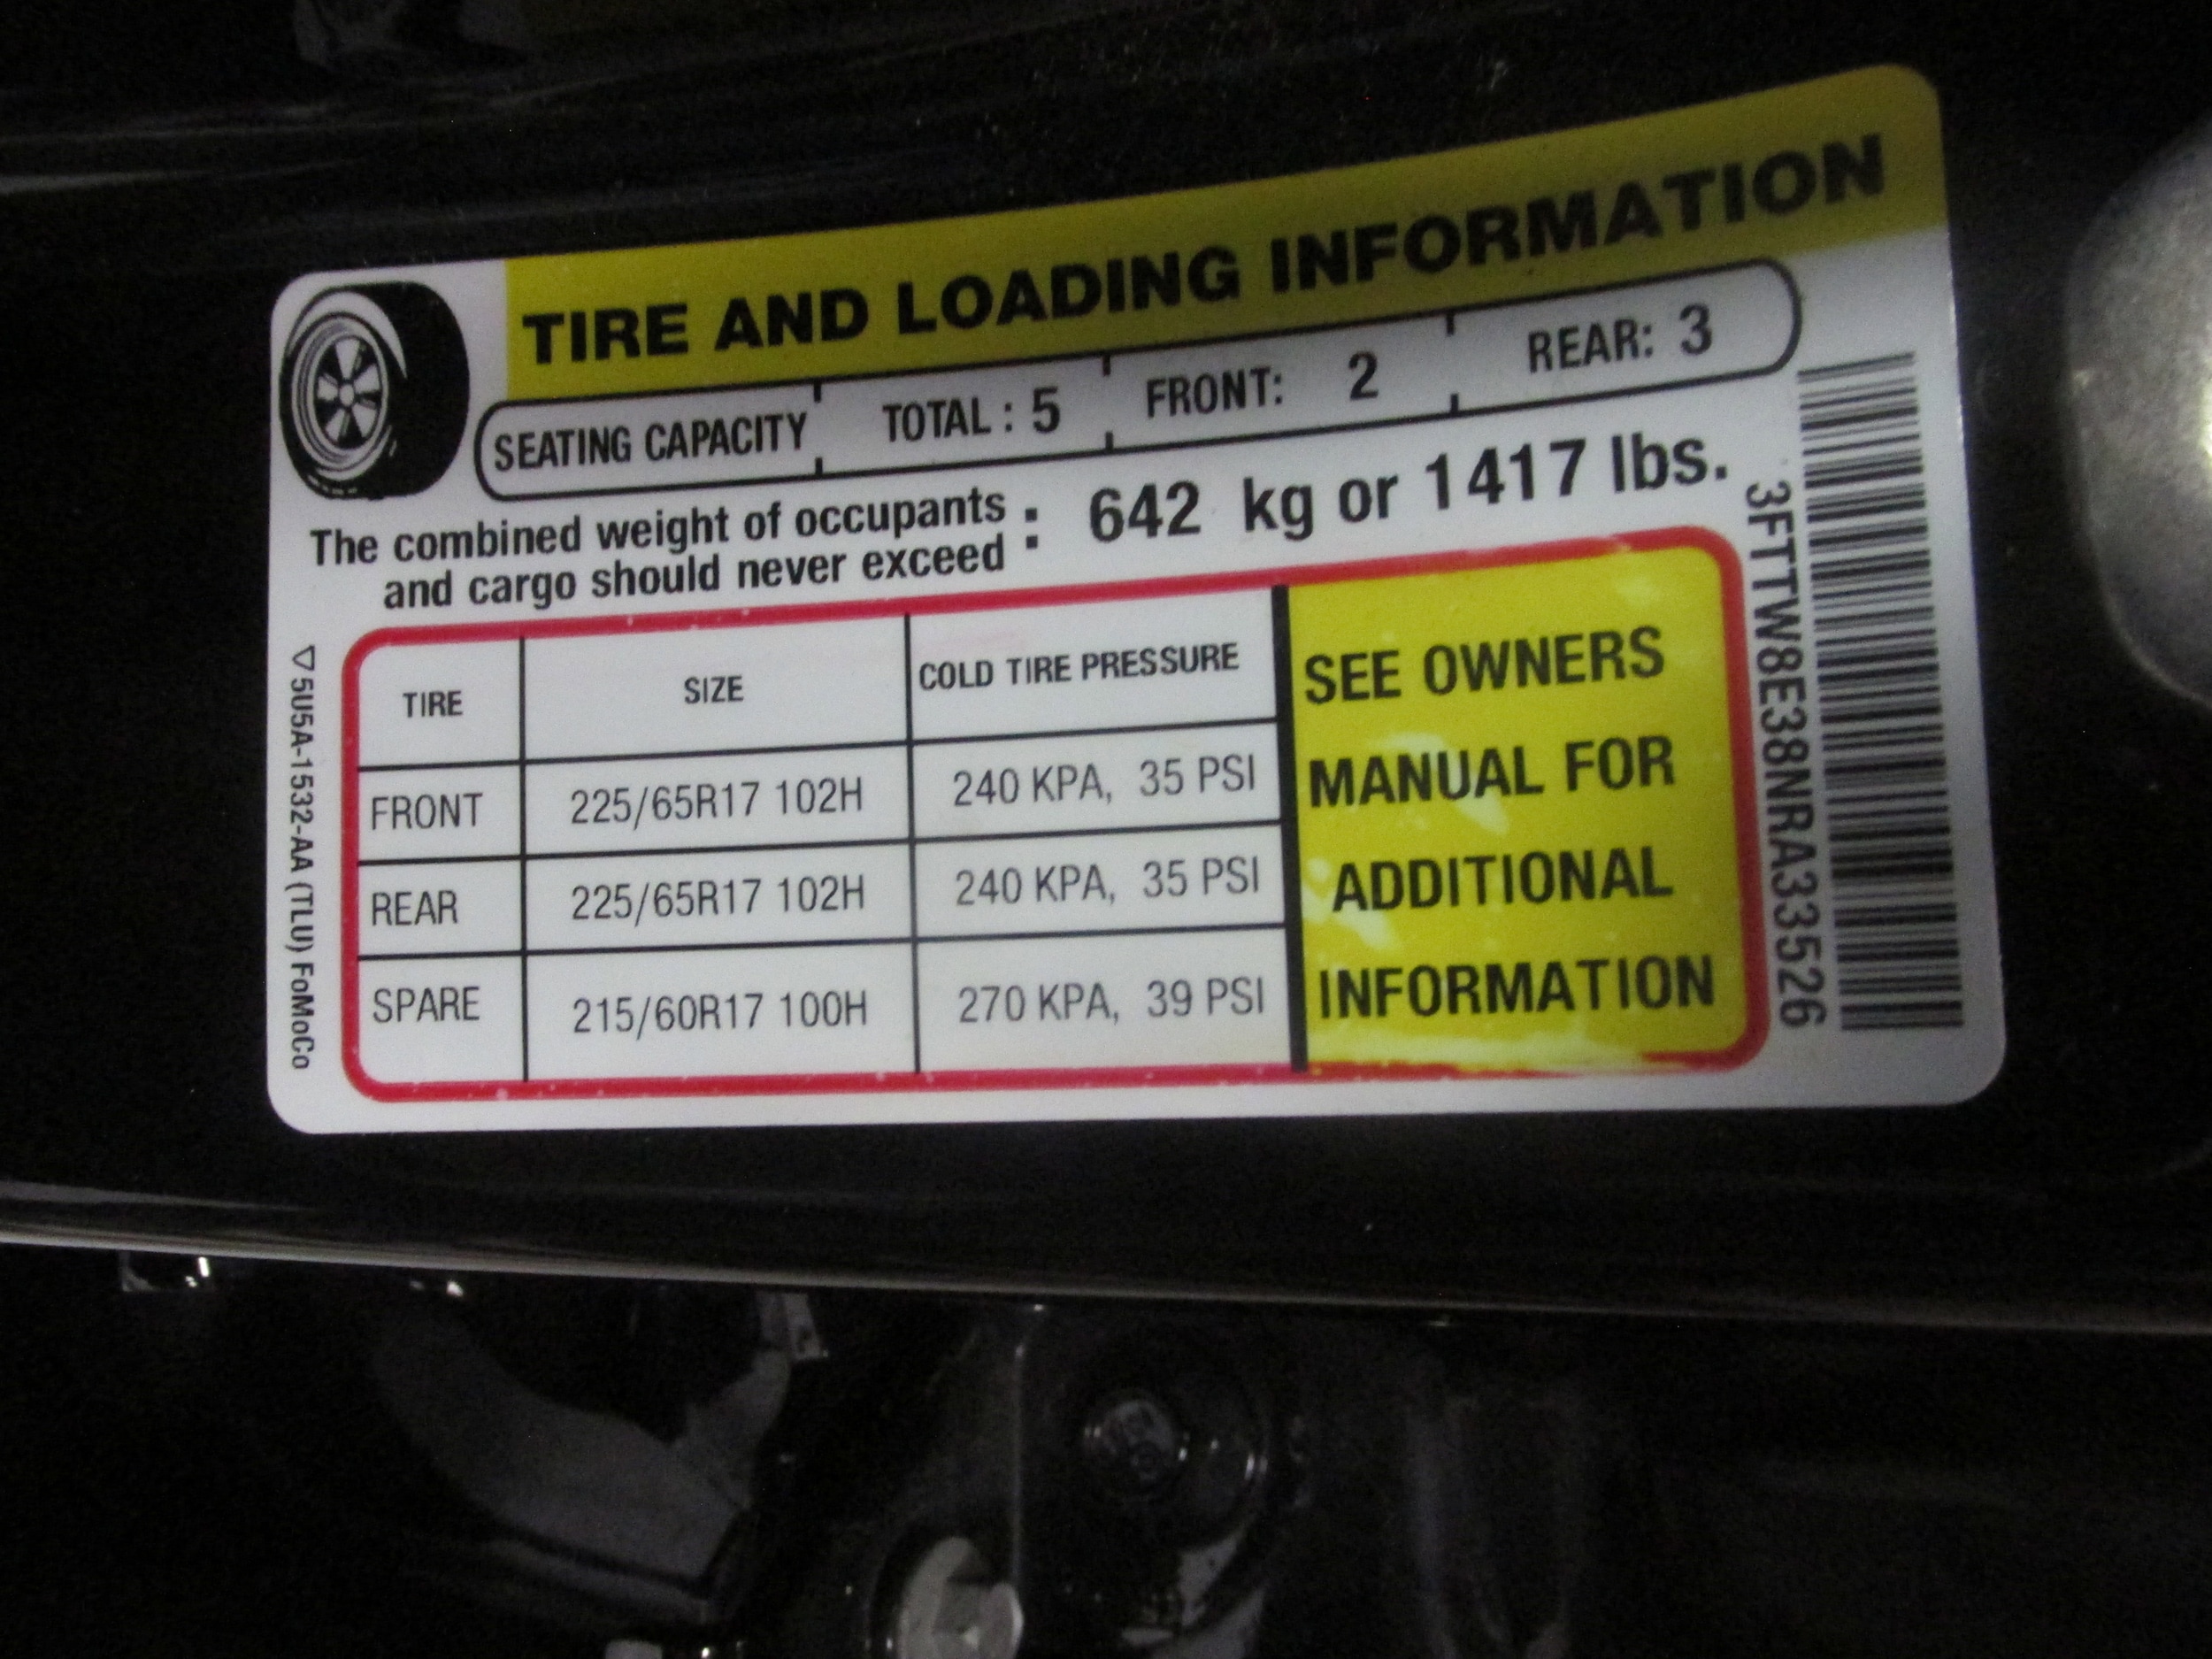 TIRE AND LOADING INFORMATION
SEATING CAPACITY TOTAL : 5 FRONT: 2 REAR: 3
The combined weight of occupants
and cargo should never exceed : 642 kg or 1417 lbs.
TIRE SIZE COLD TIRE PRESSURE
FRONT 225/65R17 102H 240 KPA, 35 PSI
REAR 225/65R17 102H 240 KPA, 35 PSI
SPARE 215/60R17 100H 270 KPA, 39 PSI
SEE OWNERS
MANUAL FOR
ADDITIONAL
INFORMATION
3FTTW8E38NRA33526
5U5A-1532-AA (TLU) FoMoCo